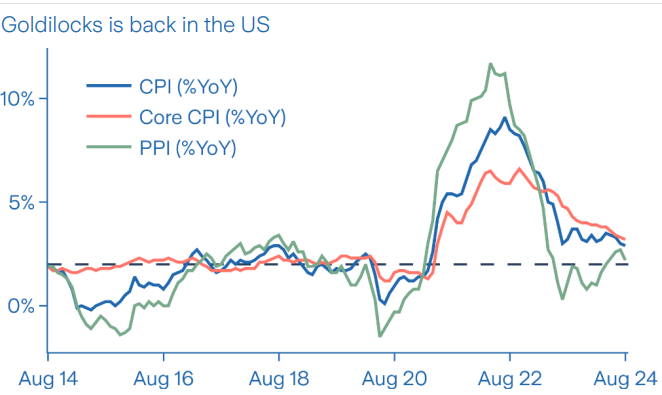 Goldilocks is back in the US
CPI (%YoY)
Core CPI (%YoY)
PPI (%YoY)
10%
5%
0%
Aug 14 Aug 16 Aug 18 Aug 20 Aug 22 Aug 24